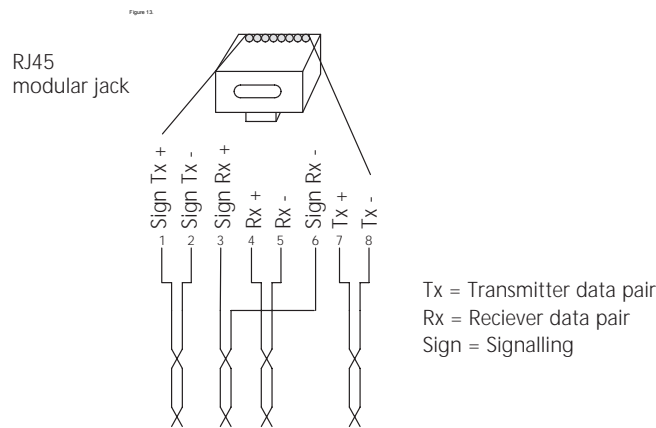 Figure 13.
RJ45
modular jack
Sign Tx +
Sign Tx -
Sign Rx +
Rx +
Rx -
Sign Rx -
Tx +
Tx -
1 2 3 4 5 6 7 8
Tx = Transmitter data pair
Rx = Reciever data pair
Sign = Signalling